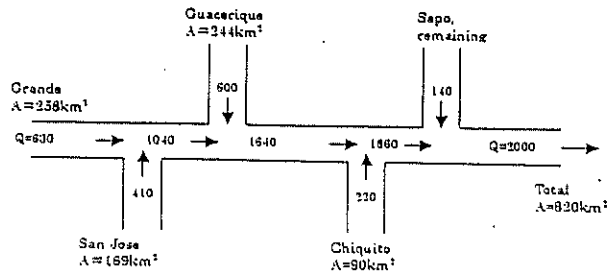 Guacerique
A=244km²
Sapo,
remaining
Grande
A=258km²
600
140
Q=630
1040
1640
1860
Q=2000
410
220
Total
A=820km²
San Jose
A=169km²
Chiquito
A=90km²